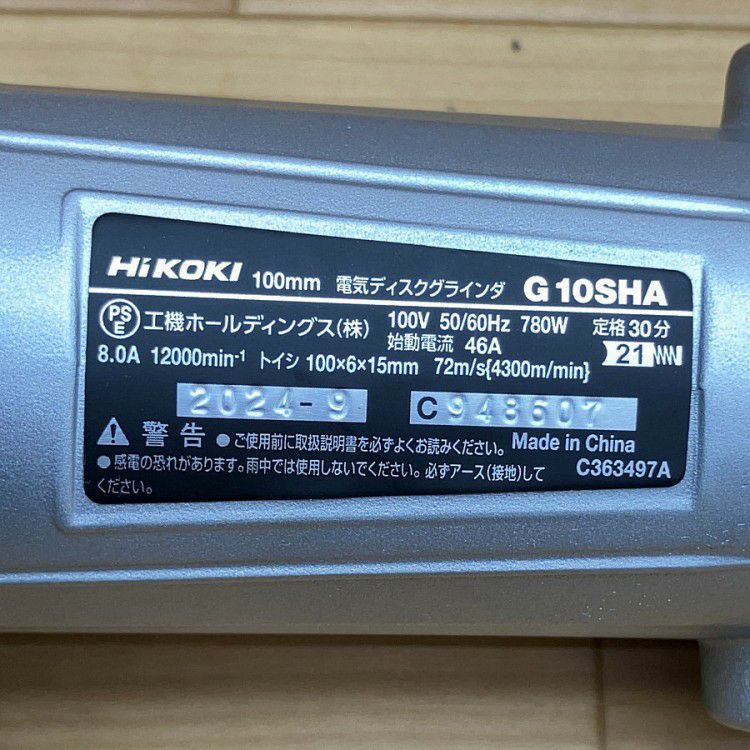 HiKOKI 100mm 電気ディスクグラインダ G 10SHA
PSE 工機ホールディングス(株) 100V 50/60Hz 780W 定格30分
始動電流 46A 21
8.0A 12000min-1 トイシ 100×6×15mm 72m/s{4300m/min}
2024-9 C 948607
警告 ●ご使用前に取扱説明書を必ずよくお読みください。 Made in China
●感電の恐れがあります。雨中では使用しないでください。必ずアース(接地)して C363497A
ください。